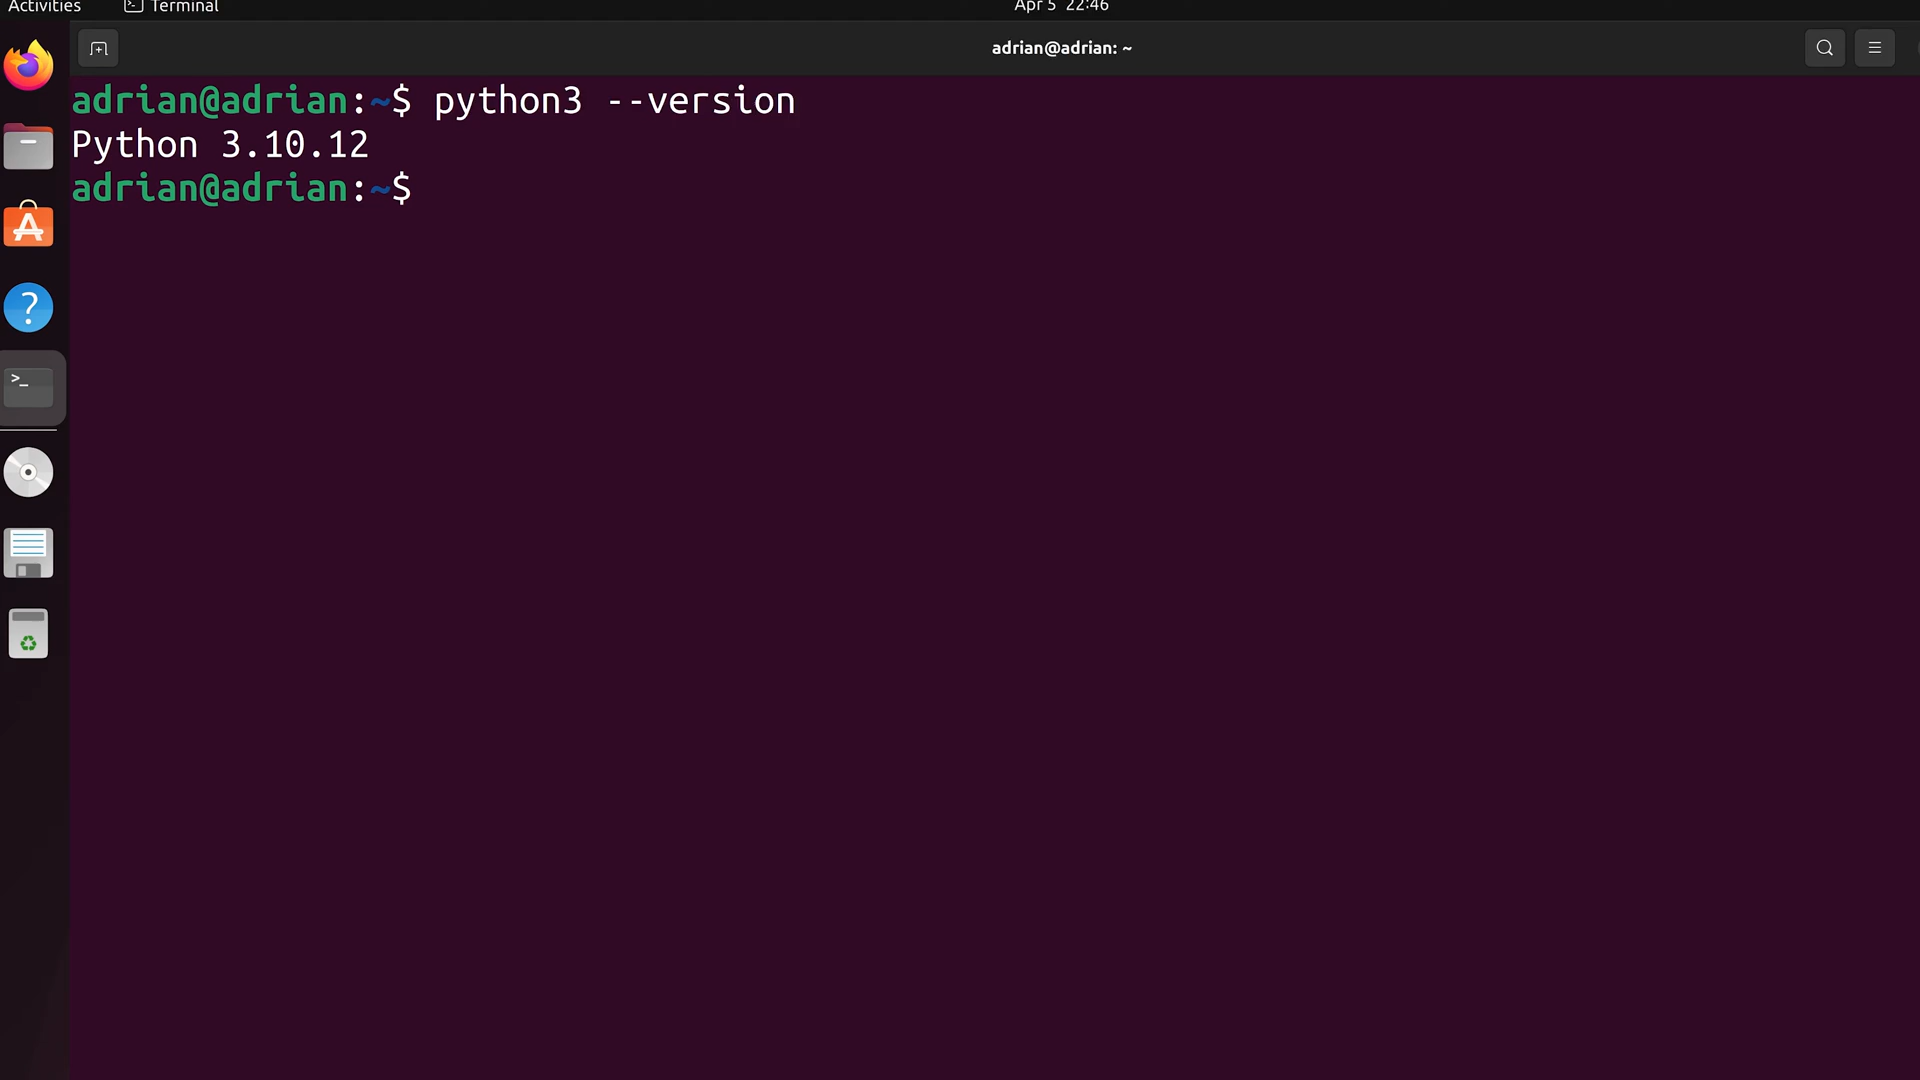 Activities
Terminal
Apr 5 22:46
adrian@adrian: ~
adrian@adrian:~$ python3 --version
Python 3.10.12
adrian@adrian:~$